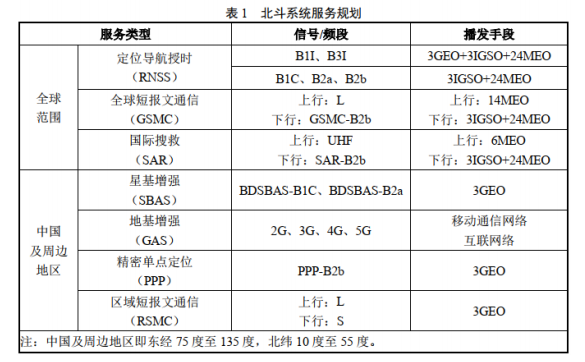 表 1 北斗系统服务规划
服务类型 信号/频段 播发手段
全球
范围
定位导航授时
（RNSS）
B1I、B3I 3GEO+3IGSO+24MEO
B1C、B2a、B2b 3IGSO+24MEO
全球短报文通信
（GSMC）
上行：L
下行：GSMC-B2b
上行：14MEO
下行：3IGSO+24MEO
国际搜救
（SAR）
上行：UHF
下行：SAR-B2b
上行：6MEO
下行：3IGSO+24MEO
中国
及周边
地区
星基增强
（SBAS）
BDSBAS-B1C、BDSBAS-B2a 3GEO
地基增强
（GAS）
2G、3G、4G、5G
移动通信网络
互联网络
精密单点定位
（PPP）
PPP-B2b 3GEO
区域短报文通信
（RSMC）
上行：L
下行：S
3GEO
注：中国及周边地区即东经 75 度至 135 度，北纬 10 度至 55 度。